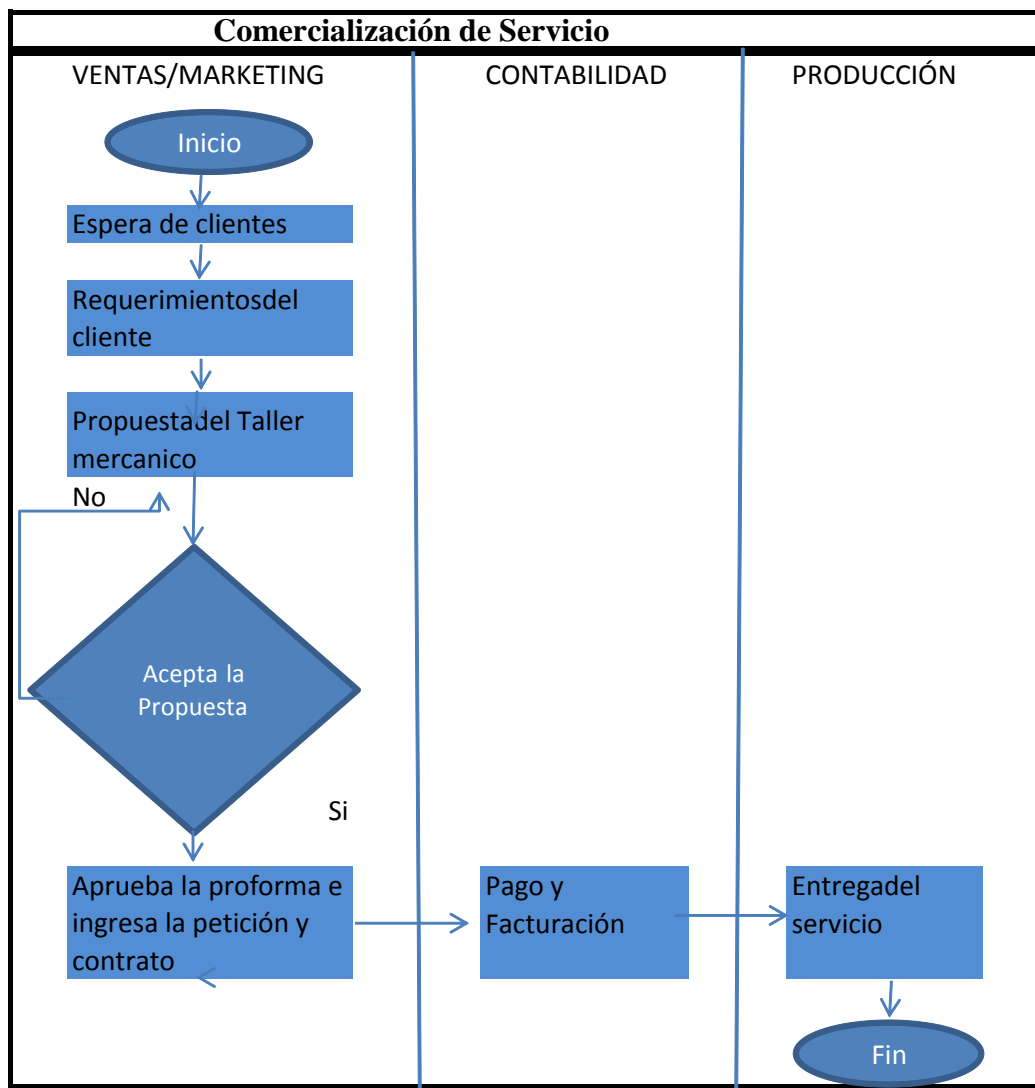 Comercialización de Servicio
VENTAS/MARKETING
CONTABILIDAD
PRODUCCIÓN
Inicio
Espera de clientes
Requerimientosdel
cliente
Propuestadel Taller
mercanico
No
Acepta la
Propuesta
Si
Aprueba la proforma e
ingresa la petición y
contrato
Pago y
Facturación
Entregadel
servicio
Fin